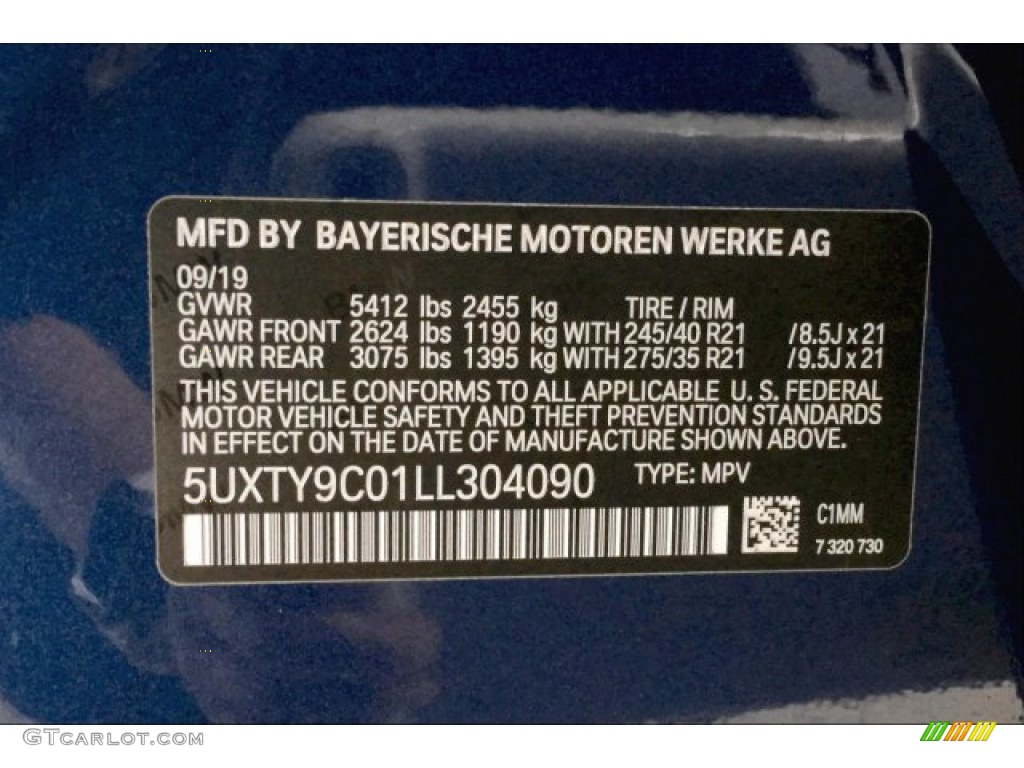 MFD BY BAYERISCHE MOTOREN WERKE AG
09/19
GVWR 5412 lbs 2455 kg TIRE / RIM
GAWR FRONT 2624 lbs 1190 kg WITH 245/40 R21 /8.5J x 21
GAWR REAR 3075 lbs 1395 kg WITH 275/35 R21 /9.5J x 21
THIS VEHICLE CONFORMS TO ALL APPLICABLE U. S. FEDERAL
MOTOR VEHICLE SAFETY AND THEFT PREVENTION STANDARDS
IN EFFECT ON THE DATE OF MANUFACTURE SHOWN ABOVE.
5UXTY9C01LL304090 TYPE: MPV
C1MM
7 320 730
GTCarlot.com